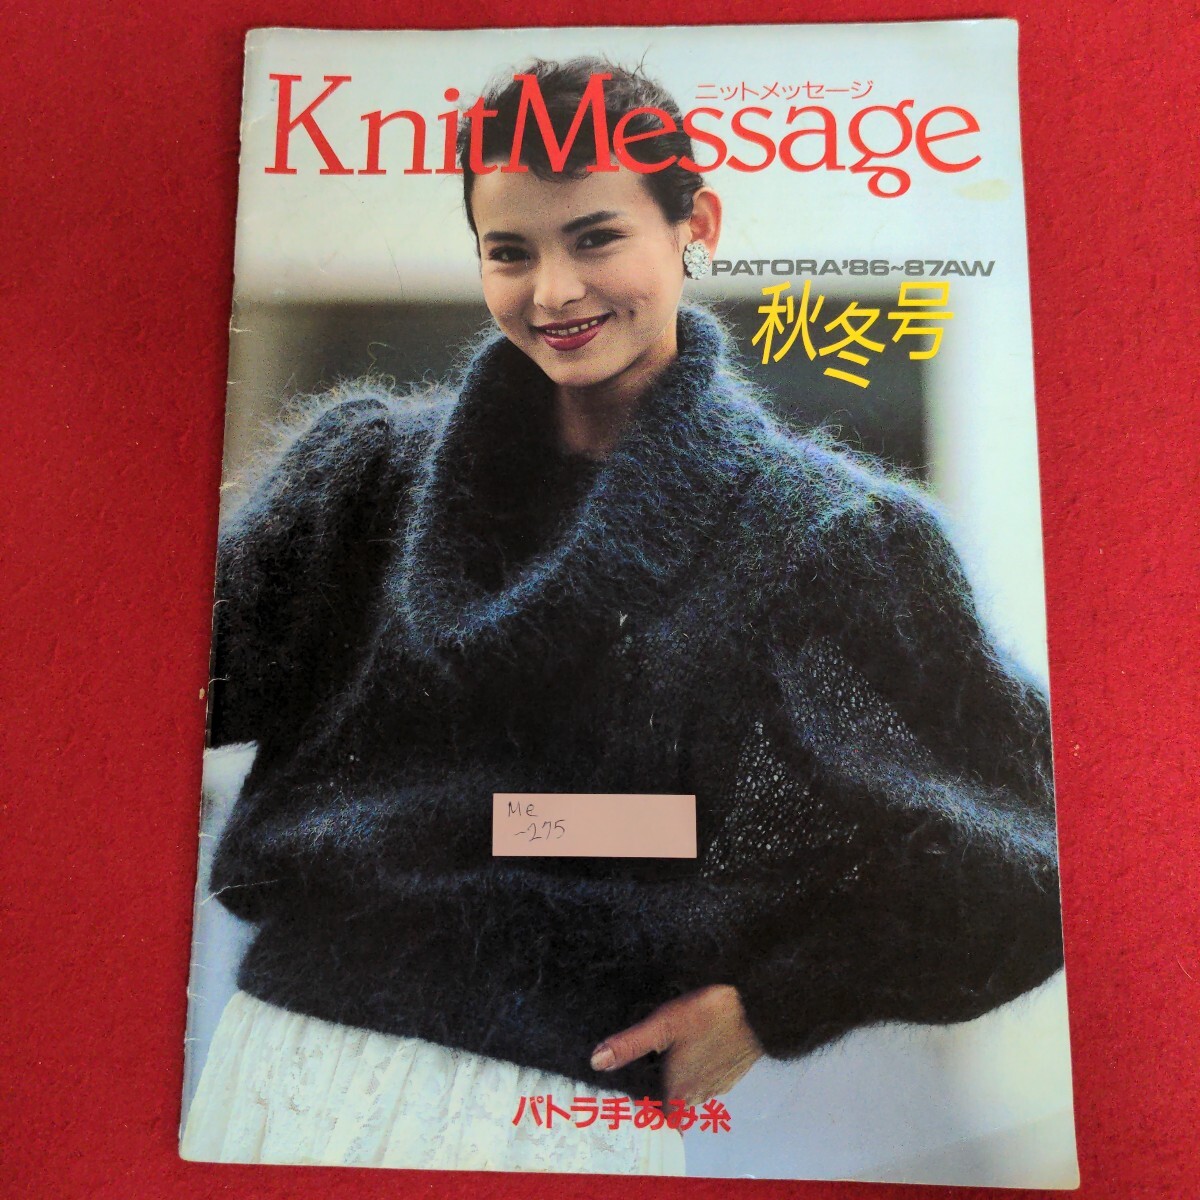 ニットメッセージ
KnitMessage
PATORA'86~87AW
秋冬号
Me
-275
パトラ手あみ糸